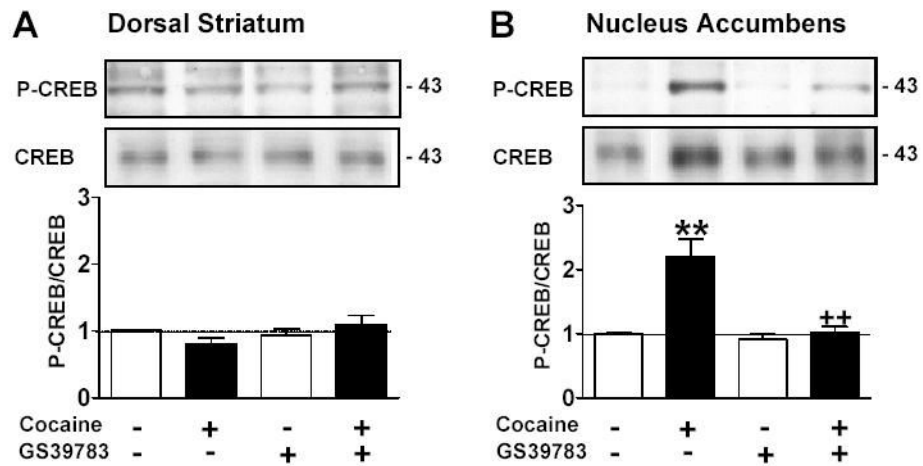 A Dorsal Striatum
P-CREB - 43
CREB - 43
P-CREB/CREB
3
2
1
0
Cocaine - + - +
GS39783 - - + +
B Nucleus Accumbens
P-CREB - 43
CREB - 43
P-CREB/CREB
3
2
1
0
**
++
Cocaine - + - +
GS39783 - - + +